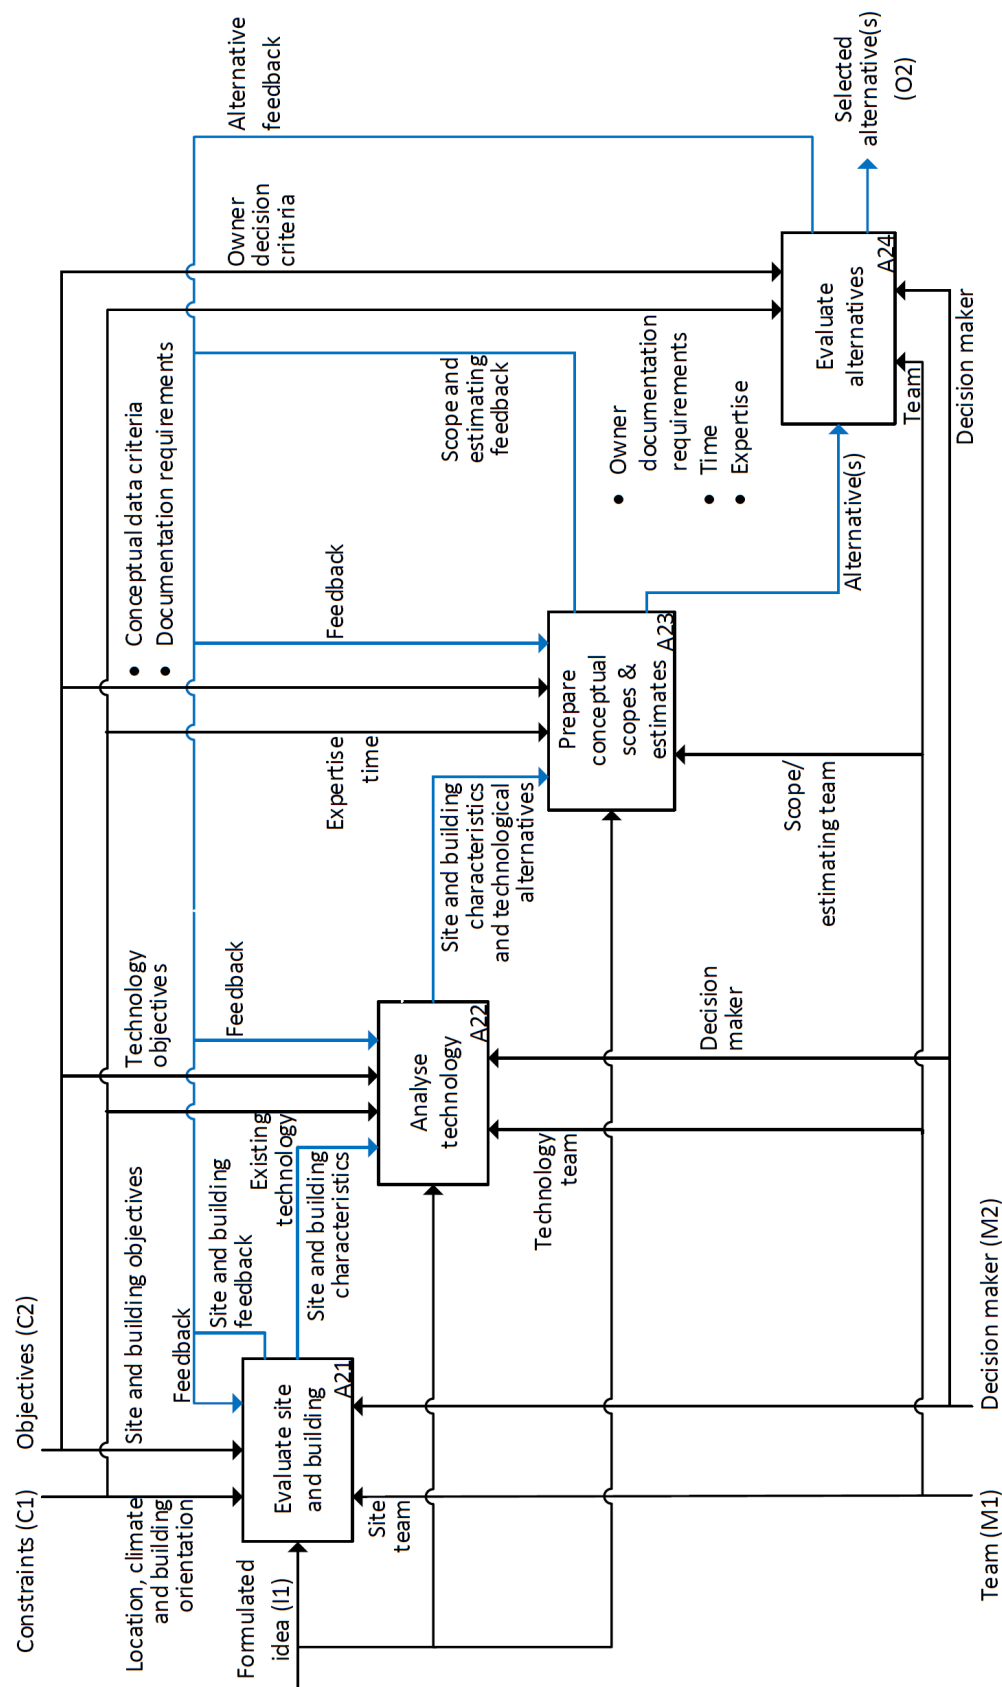 Constraints (C1)
Objectives (C2)
Location, climate
and building
orientation
Site and building objectives
Technology
objectives
• Conceptual data criteria
• Documentation requirements
Owner
decision
criteria
Alternative
feedback
Feedback
Site and building
feedback
Formulated
idea (I1)
Evaluate site
and building
A21
Existing
technology
Site and building
characteristics
Feedback
Site
team
Analyse
technology
A22
Expertise
time
Feedback
Site and building
characteristics
and technological
alternatives
Scope and
estimating
feedback
Technology
team
Decision
maker
Prepare
conceptual
scopes &
estimates
A23
• Owner
documentation
requirements
• Time
• Expertise
Scope/
estimating team
Alternative(s)
Evaluate
alternatives
A24
Selected
alternative(s)
(O2)
Team
Decision maker
Team (M1)
Decision maker (M2)